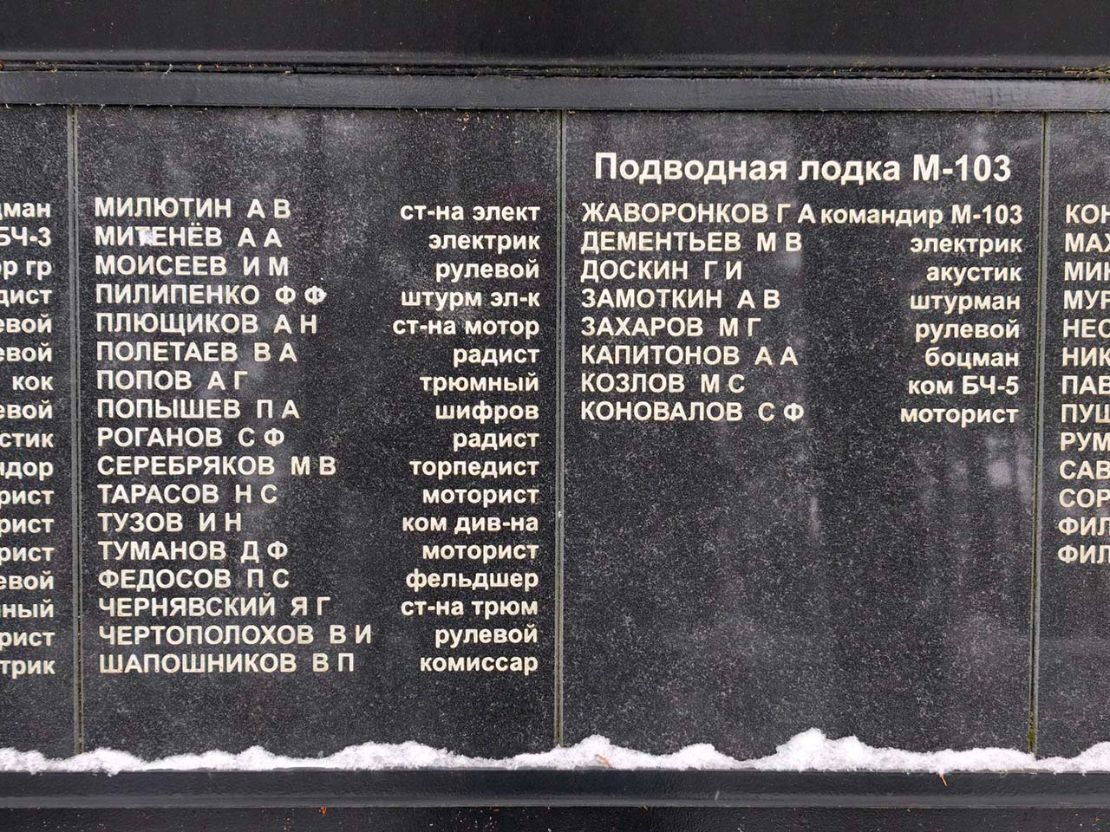 БЧ-3
кок
МИЛЮТИН А В ст-на элект
МИТЕНЁВ А А электрик
МОИСЕЕВ И М рулевой
ПИЛИПЕНКО Ф Ф штурм эл-к
ПЛЮЩИКОВ А Н ст-на мотор
ПОЛЕТАЕВ В А радист
ПОПОВ А Г трюмный
ПОПЫШЕВ П А шифров
РОГАНОВ С Ф радист
СЕРЕБРЯКОВ М В торпедист
ТАРАСОВ Н С моторист
ТУЗОВ И Н ком див-на
ТУМАНОВ Д Ф моторист
ФЕДОСОВ П С фельдшер
ЧЕРНЯВСКИЙ Я Г ст-на трюм
ЧЕРТОПОЛОХОВ В И рулевой
ШАПОШНИКОВ В П комиссар
Подводная лодка М-103
ЖАВОРОНКОВ Г А командир М-103
ДЕМЕНТЬЕВ М В электрик
ДОСКИН Г И акустик
ЗАМОТКИН А В штурман
ЗАХАРОВ М Г рулевой
КАПИТОНОВ А А боцман
КОЗЛОВ М С ком БЧ-5
КОНОВАЛОВ С Ф моторист